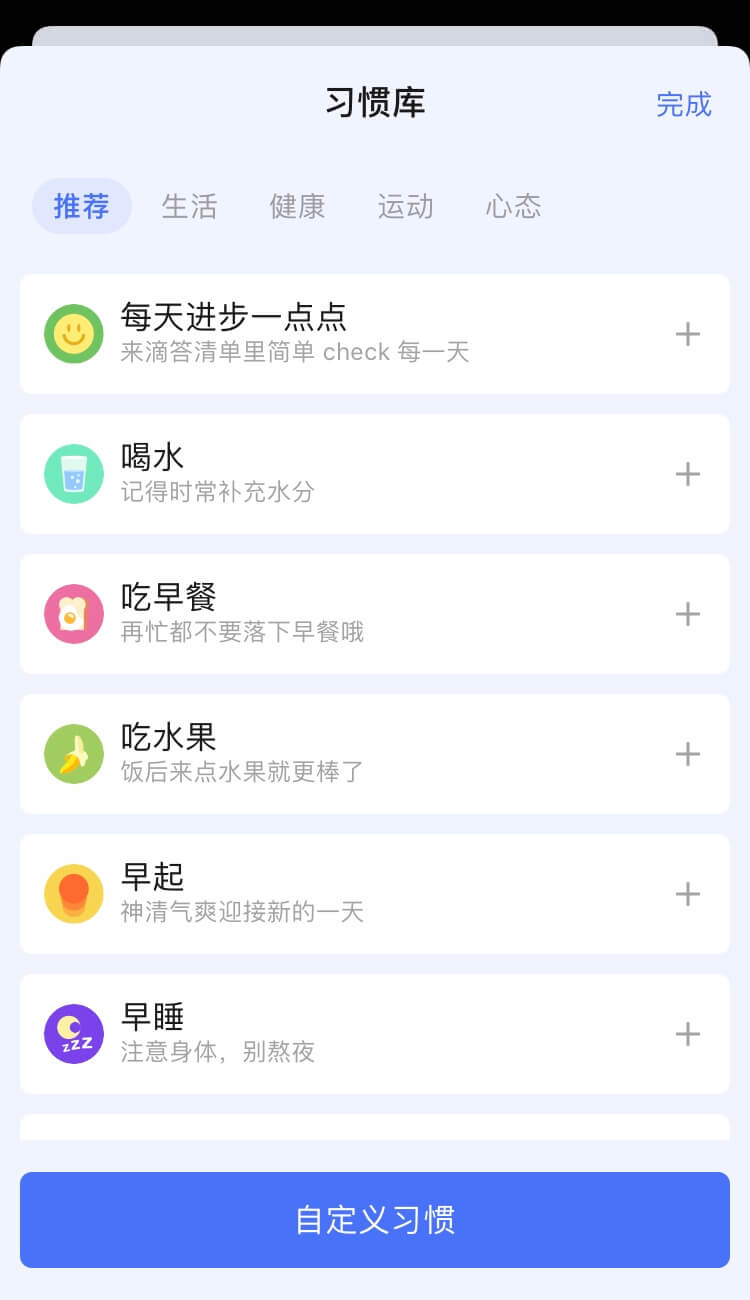 习惯库
完成
推荐 生活 健康 运动 心态
每天进步一点点
来滴答清单里简单 check 每一天
喝水
记得时常补充水分
吃早餐
再忙都不要落下早餐哦
吃水果
饭后来点水果就更棒了
早起
神清气爽迎接新的一天
早睡
zzZ
注意身体，别熬夜
自定义习惯